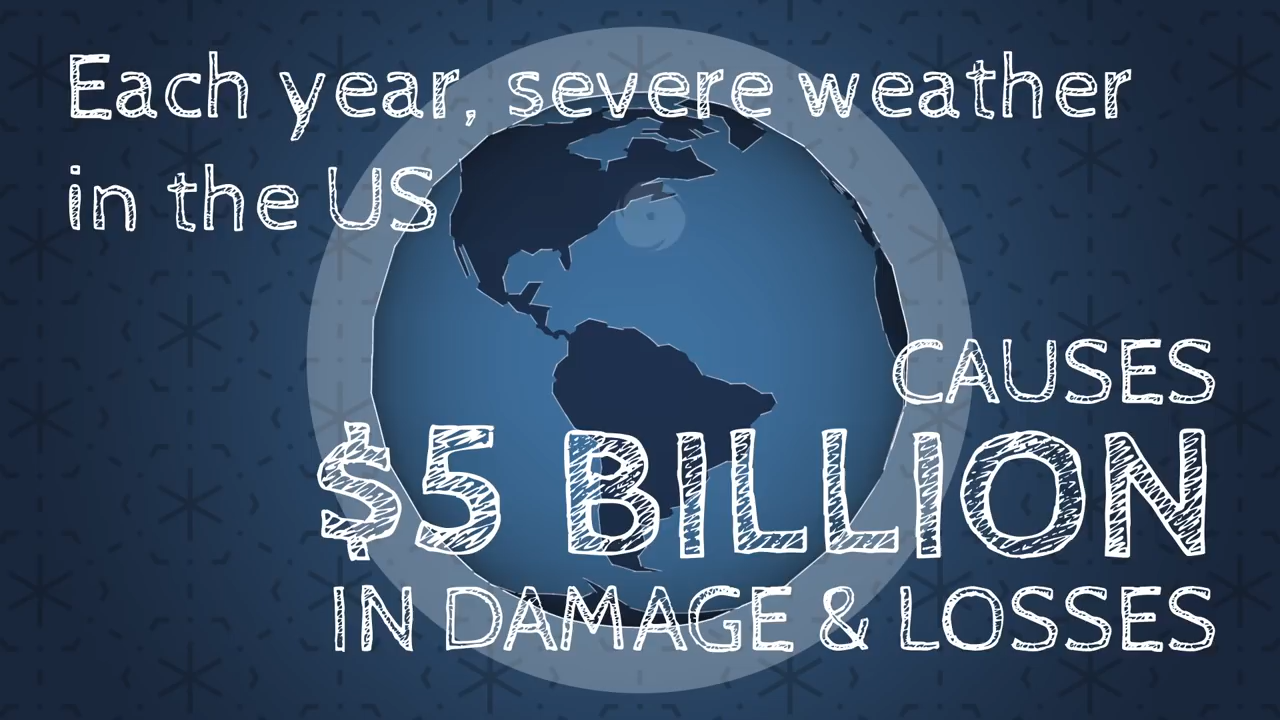 Each year, severe weather
in the US
CAUSES
$5 BILLION
IN DAMAGE & LOSSES